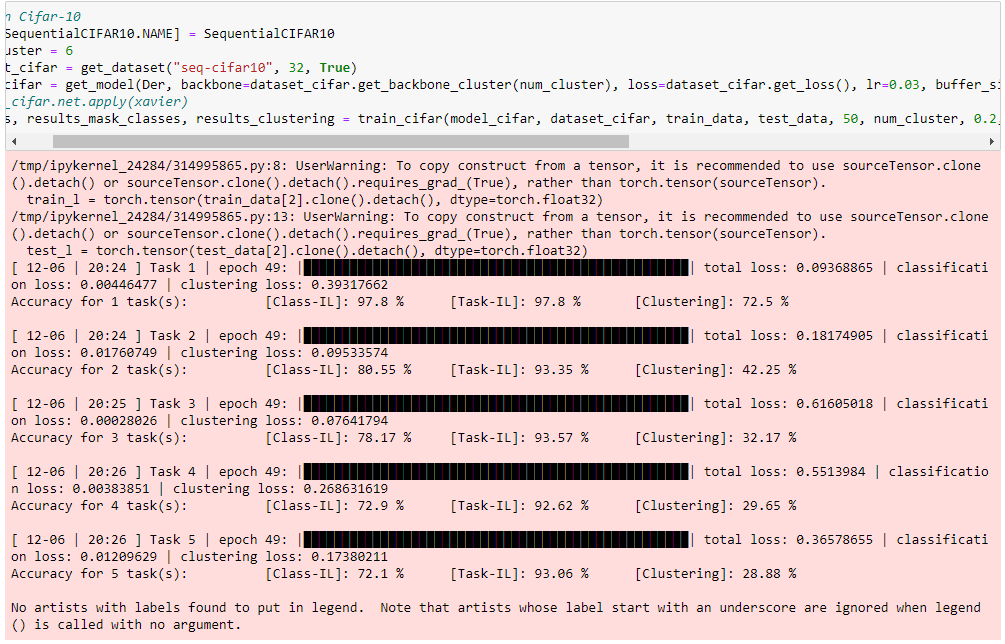 n Cifar-10
SequentialCIFAR10.NAME] = SequentialCIFAR10
uster = 6
t_cifar = get_dataset("seq-cifar10", 32, True)
cifar = get_model(Der, backbone=dataset_cifar.get_backbone_cluster(num_cluster), loss=dataset_cifar.get_loss(), lr=0.03, buffer_si
_cifar.net.apply(xavier)
s, results_mask_classes, results_clustering = train_cifar(model_cifar, dataset_cifar, train_data, test_data, 50, num_cluster, 0.2,
/tmp/ipykernel_24284/314995865.py:8: UserWarning: To copy construct from a tensor, it is recommended to use sourceTensor.clone
().detach() or sourceTensor.clone().detach().requires_grad_(True), rather than torch.tensor(sourceTensor).
train_l = torch.tensor(train_data[2].clone().detach(), dtype=torch.float32)
/tmp/ipykernel_24284/314995865.py:13: UserWarning: To copy construct from a tensor, it is recommended to use sourceTensor.clone
().detach() or sourceTensor.clone().detach().requires_grad_(True), rather than torch.tensor(sourceTensor).
test_l = torch.tensor(test_data[2].clone().detach(), dtype=torch.float32)
[ 12-06 | 20:24 ] Task 1 | epoch 49: | | total loss: 0.09368865 | classificati
on loss: 0.00446477 | clustering loss: 0.39317662
Accuracy for 1 task(s): [Class-IL]: 97.8 % [Task-IL]: 97.8 % [Clustering]: 72.5 %
[ 12-06 | 20:24 ] Task 2 | epoch 49: | | total loss: 0.18174905 | classificati
on loss: 0.01760749 | clustering loss: 0.09533574
Accuracy for 2 task(s): [Class-IL]: 80.55 % [Task-IL]: 93.35 % [Clustering]: 42.25 %
[ 12-06 | 20:25 ] Task 3 | epoch 49: | | total loss: 0.61605018 | classificati
on loss: 0.00028026 | clustering loss: 0.07641794
Accuracy for 3 task(s): [Class-IL]: 78.17 % [Task-IL]: 93.57 % [Clustering]: 32.17 %
[ 12-06 | 20:26 ] Task 4 | epoch 49: | | total loss: 0.5513984 | classificatio
n loss: 0.00383851 | clustering loss: 0.268631619
Accuracy for 4 task(s): [Class-IL]: 72.9 % [Task-IL]: 92.62 % [Clustering]: 29.65 %
[ 12-06 | 20:26 ] Task 5 | epoch 49: | | total loss: 0.36578655 | classificati
on loss: 0.01209629 | clustering loss: 0.17380211
Accuracy for 5 task(s): [Class-IL]: 72.1 % [Task-IL]: 93.06 % [Clustering]: 28.88 %
No artists with labels found to put in legend. Note that artists whose label start with an underscore are ignored when legend
() is called with no argument.